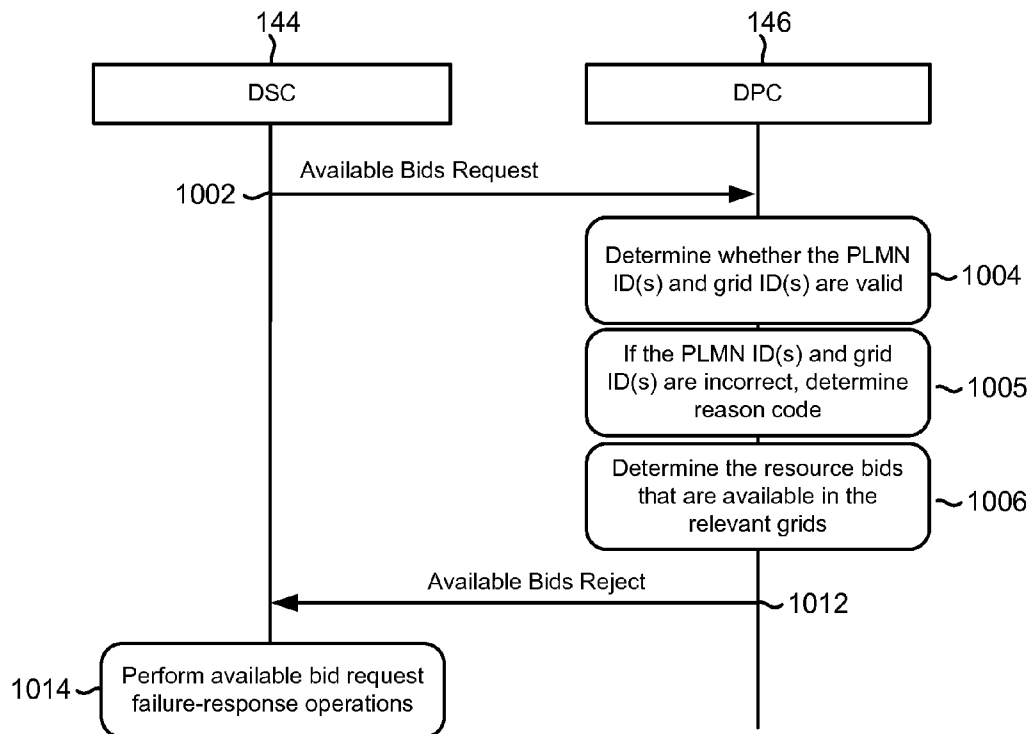 144
146
DSC
DPC
Available Bids Request
1002
Determine whether the PLMN
ID(s) and grid ID(s) are valid
1004
If the PLMN ID(s) and grid
ID(s) are incorrect, determine
reason code
1005
Determine the resource bids
that are available in the
relevant grids
1006
Available Bids Reject
1012
Perform available bid request
failure-response operations
1014